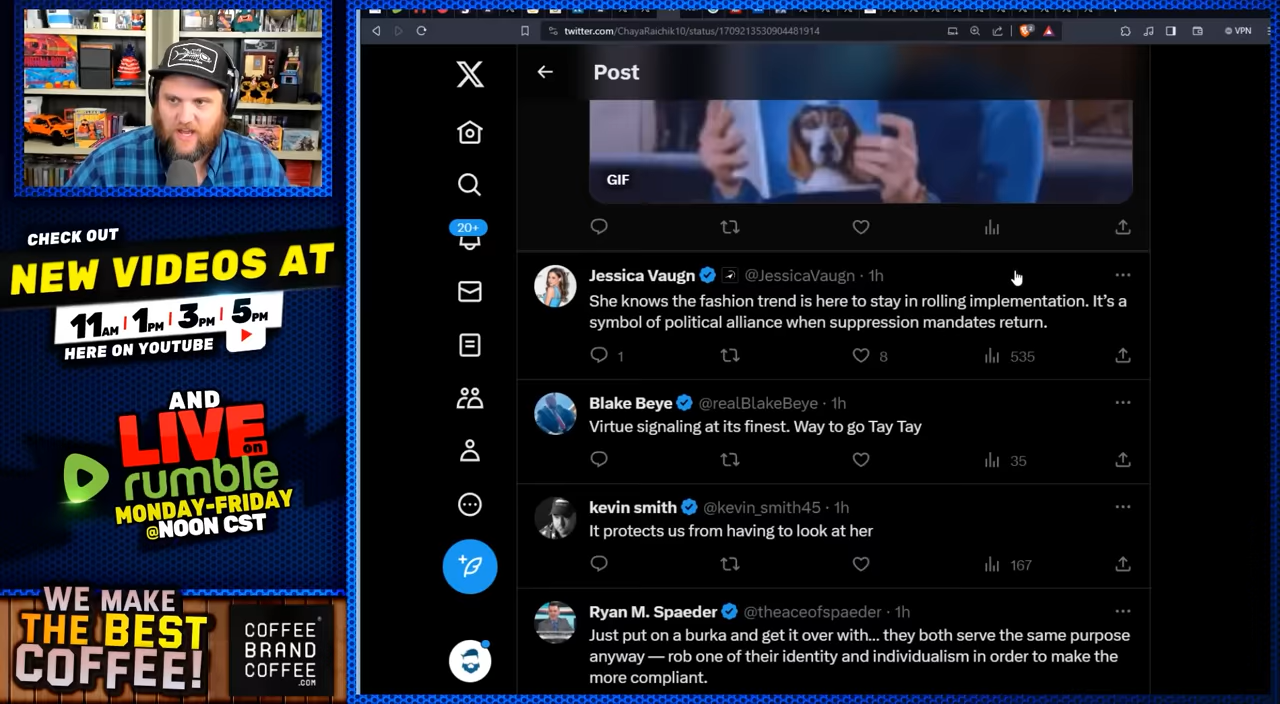 twitter.com/ChayaRaichik10/status/1709213530904481914
VPN
Post
GIF
20+
Jessica Vaugn @JessicaVaugn · 1h
She knows the fashion trend is here to stay in rolling implementation. It's a
symbol of political alliance when suppression mandates return.
1 8 535
Blake Beye @realBlakeBeye · 1h
Virtue signaling at its finest. Way to go Tay Tay
35
kevin smith @kevin_smith45 · 1h
It protects us from having to look at her
167
Ryan M. Spaeder @theaceofspaeder · 1h
Just put on a burka and get it over with... they both serve the same purpose
anyway — rob one of their identity and individualism in order to make the
more compliant.
CHECK OUT
NEW VIDEOS AT
11AM | 1PM | 3PM | 5PM
HERE ON YOUTUBE
AND
LIVE on
rumble
MONDAY-FRIDAY
@NOON CST
WE MAKE
THE BEST
COFFEE!
COFFEE
BRAND
COFFEE
.COM